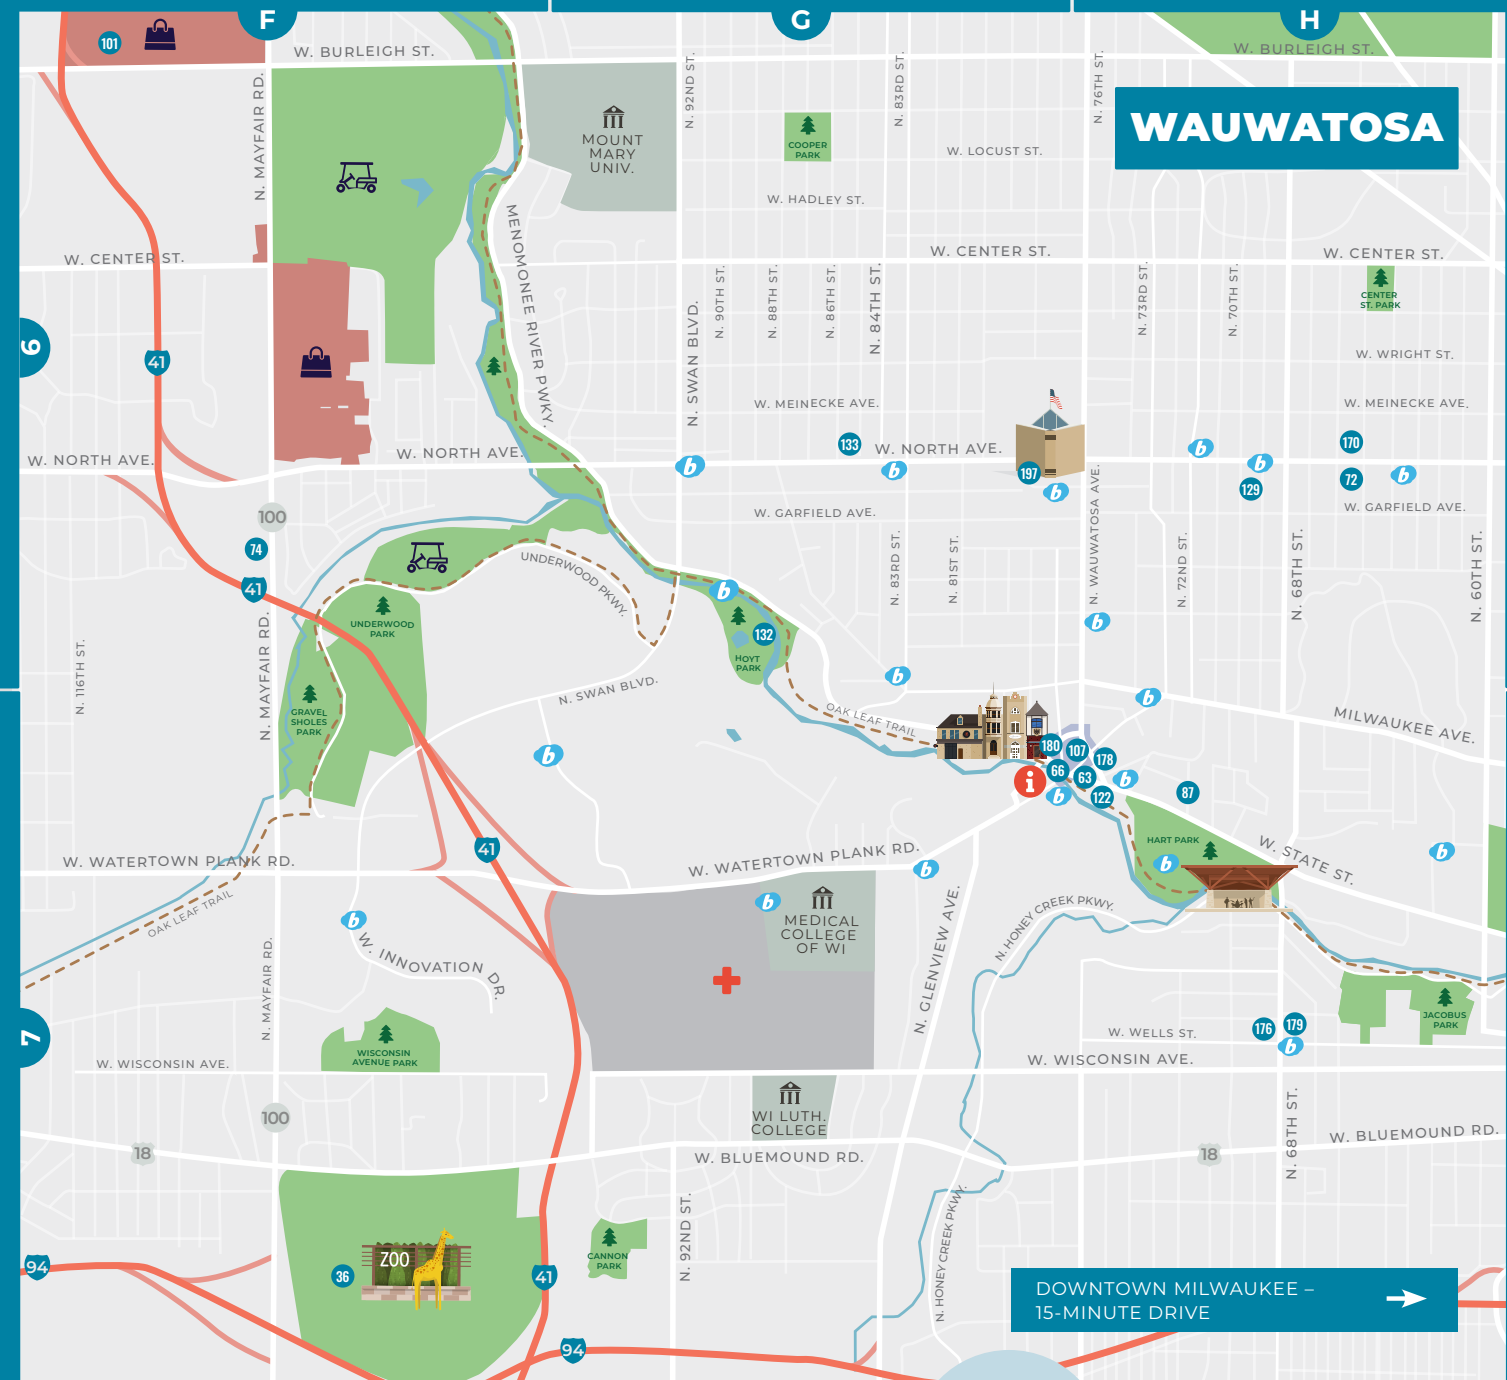 F
G
H
101
W. BURLEIGH ST.
W. BURLEIGH ST.
N. MAYFAIR RD.
N. 92ND ST.
N. 83RD ST.
N. 76TH ST.
WAUWATOSA
MOUNT
MARY
UNIV.
COOPER
PARK
W. LOCUST ST.
W. HADLEY ST.
MENOMONEE RIVER PWKY.
W. CENTER ST.
W. CENTER ST.
W. CENTER ST.
N. 90TH ST.
N. 88TH ST.
N. 86TH ST.
N. 84TH ST.
N. 73RD ST.
N. 70TH ST.
CENTER
ST. PARK
N. SWAN BLVD.
6
41
W. WRIGHT ST.
W. MEINECKE AVE.
W. MEINECKE AVE.
133
170
W. NORTH AVE.
W. NORTH AVE.
W. NORTH AVE.
b
b
b
b
197
b
129
72
b
100
W. GARFIELD AVE.
W. GARFIELD AVE.
N. WAUWATOSA AVE.
74
41
UNDERWOOD PKWY.
N. 83RD ST.
N. 81ST ST.
N. 72ND ST.
N. 68TH ST.
N. 60TH ST.
b
UNDERWOOD
PARK
132
b
HOYT
PARK
N. 116TH ST.
N. MAYFAIR RD.
N. SWAN BLVD.
b
b
GRAVEL
SHOLES
PARK
OAK LEAF TRAIL
MILWAUKEE AVE.
b
180
107
178
66
63
b
i
b
122
87
41
HART PARK
W. STATE ST.
b
b
W. WATERTOWN PLANK RD.
W. WATERTOWN PLANK RD.
b
OAK LEAF TRAIL
b
b
MEDICAL
COLLEGE
OF WI
N. GLENVIEW AVE.
N. HONEY CREEK PKWY.
W. INNOVATION DR.
N. MAYFAIR RD.
7
WISCONSIN
AVENUE PARK
JACOBUS
PARK
W. WELLS ST.
176
179
b
W. WISCONSIN AVE.
W. WISCONSIN AVE.
WI LUTH.
COLLEGE
100
18
18
W. BLUEMOUND RD.
W. BLUEMOUND RD.
N. 68TH ST.
N. 92ND ST.
N. HONEY CREEK PKWY.
CANNON
PARK
ZOO
36
94
41
94
DOWNTOWN MILWAUKEE –
15-MINUTE DRIVE